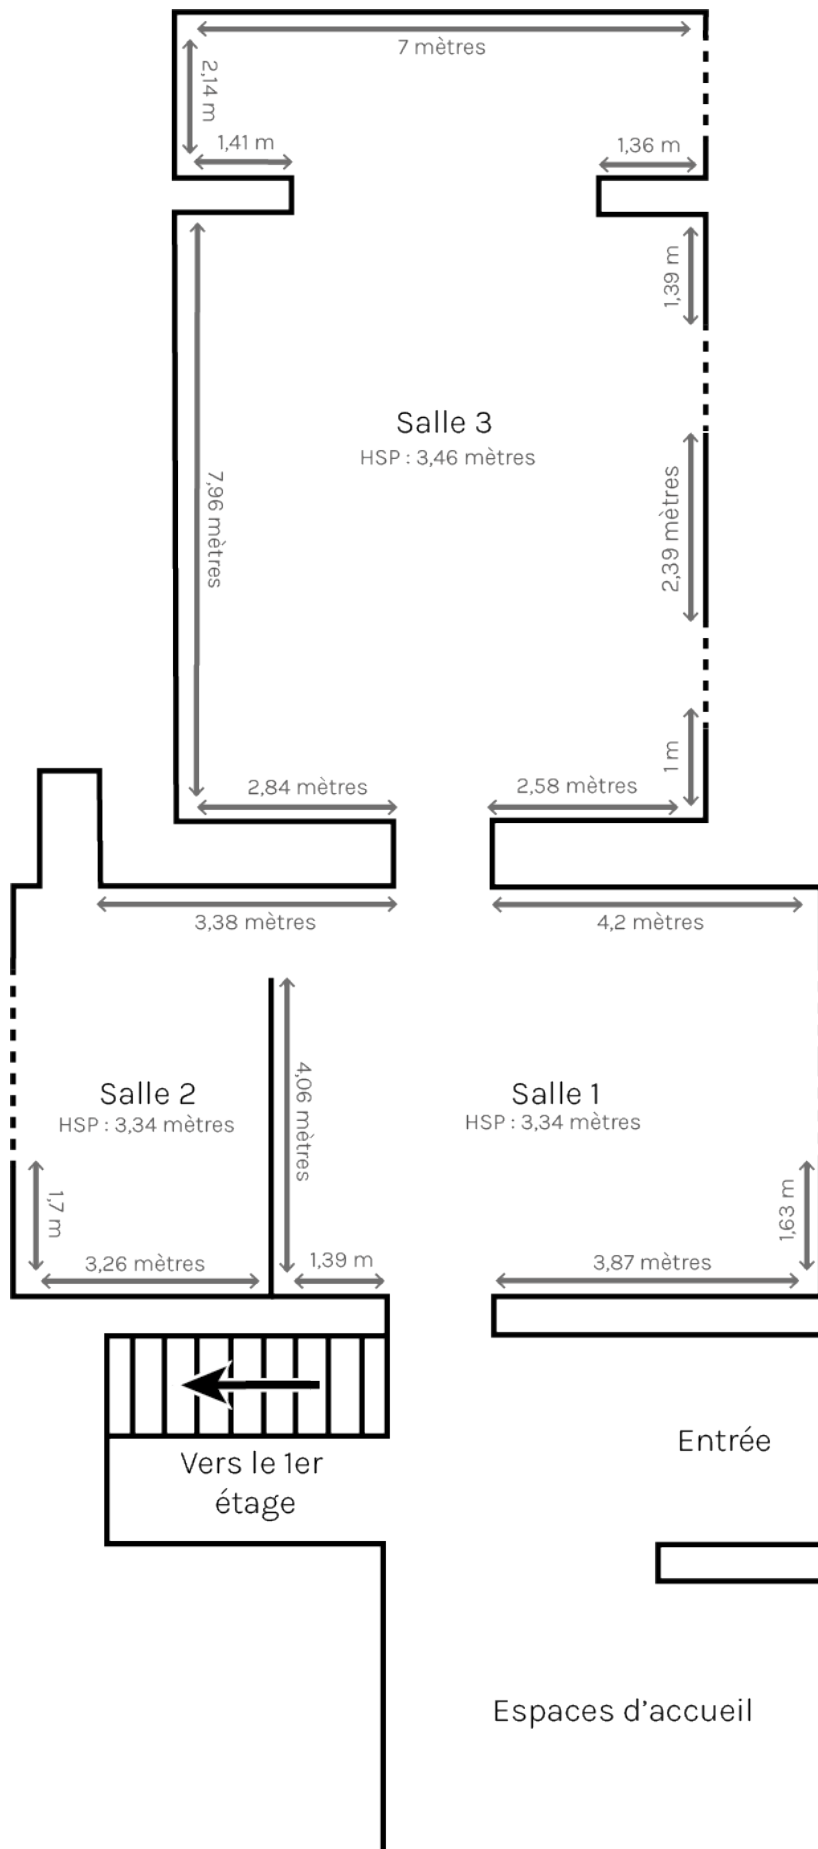 7 mètres
2,14 m
1,41 m
1,36 m
1,39 m
Salle 3
HSP : 3,46 mètres
7,96 mètres
2,39 mètres
1 m
2,84 mètres
2,58 mètres
3,38 mètres
4,2 mètres
4,06 mètres
Salle 2
HSP : 3,34 mètres
Salle 1
HSP : 3,34 mètres
1,7 m
1,63 m
3,26 mètres
1,39 m
3,87 mètres
Entrée
Vers le 1er
étage
Espaces d’accueil